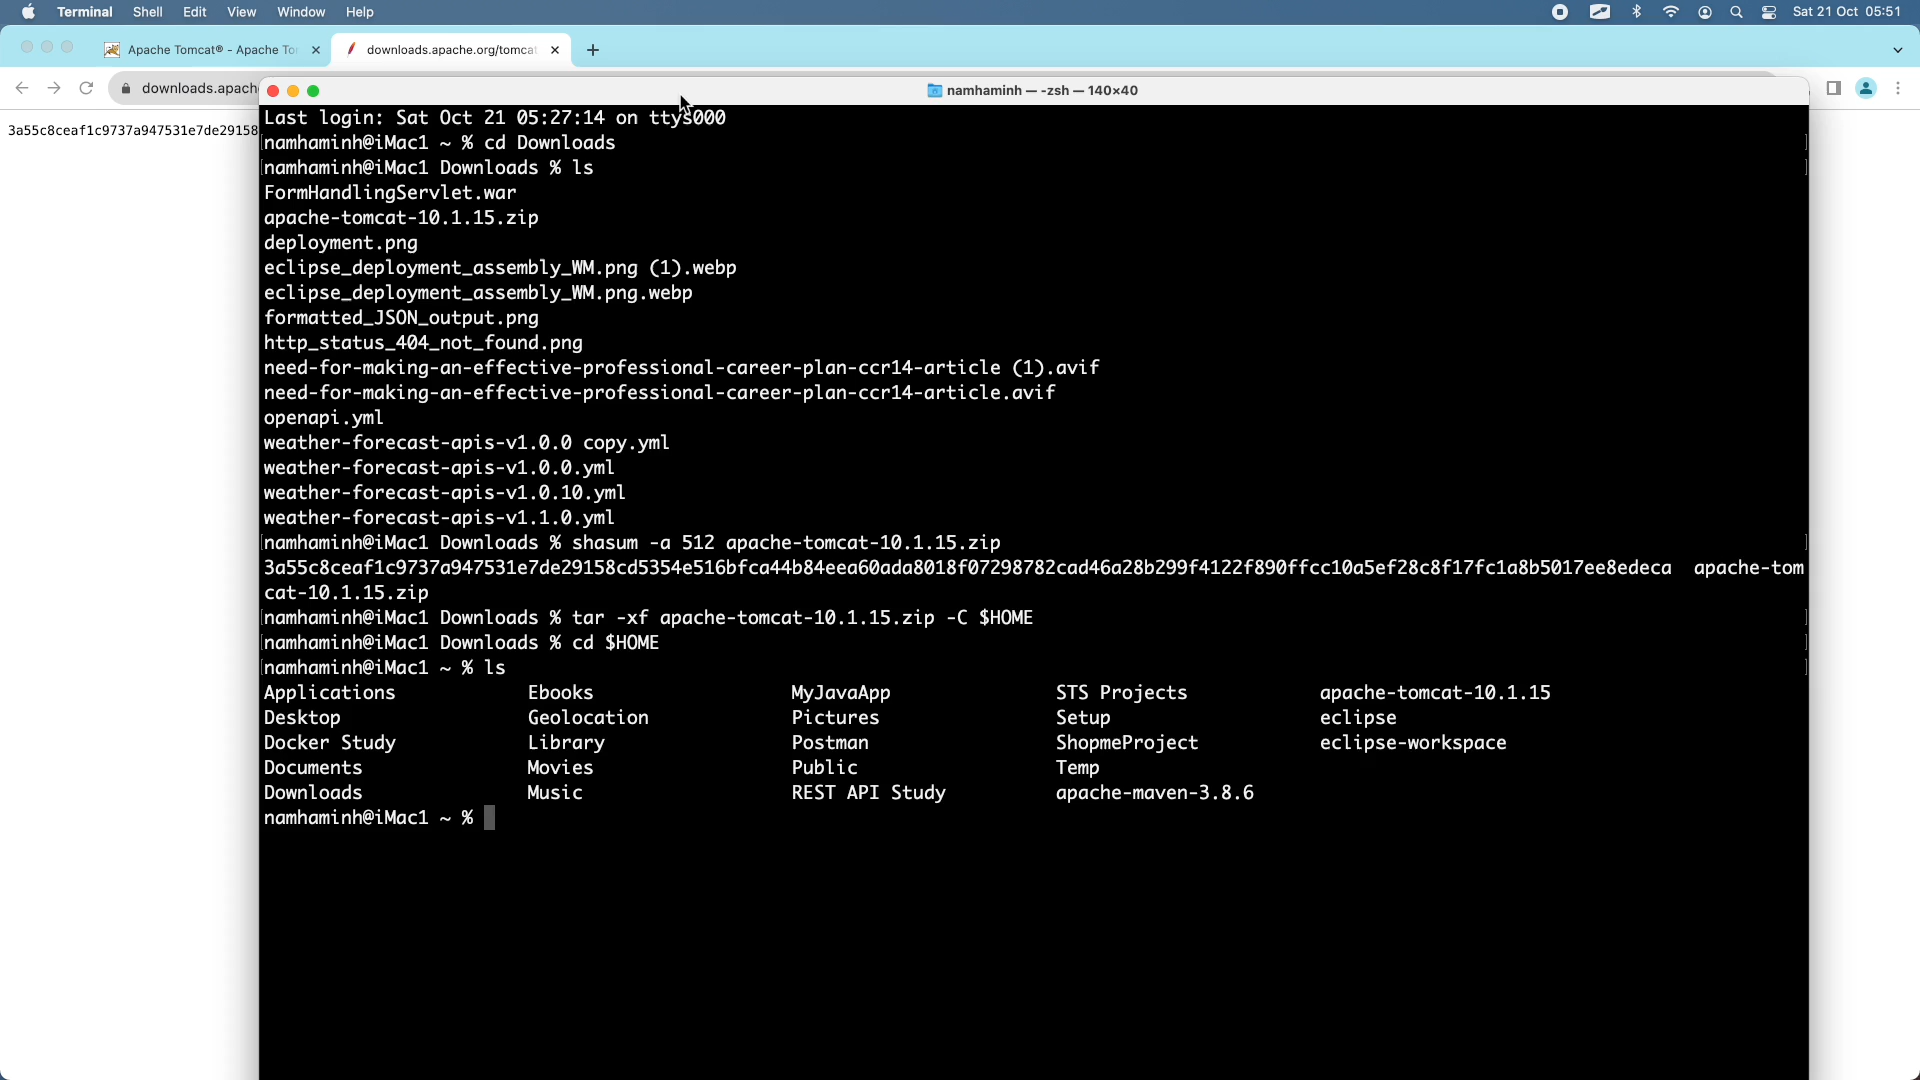 Terminal Shell Edit View Window Help Sat 21 Oct 05:51
Apache Tomcat® - Apache To downloads.apache.org/tomca
downloads.apach
namhaminh — -zsh — 140×40
3a55c8ceaf1c9737a947531e7de29158
Last login: Sat Oct 21 05:27:14 on ttys000
namhaminh@iMac1 ~ % cd Downloads
namhaminh@iMac1 Downloads % ls
FormHandlingServlet.war
apache-tomcat-10.1.15.zip
deployment.png
eclipse_deployment_assembly_WM.png (1).webp
eclipse_deployment_assembly_WM.png.webp
formatted_JSON_output.png
http_status_404_not_found.png
need-for-making-an-effective-professional-career-plan-ccr14-article (1).avif
need-for-making-an-effective-professional-career-plan-ccr14-article.avif
openapi.yml
weather-forecast-apis-v1.0.0 copy.yml
weather-forecast-apis-v1.0.0.yml
weather-forecast-apis-v1.0.10.yml
weather-forecast-apis-v1.1.0.yml
namhaminh@iMac1 Downloads % shasum -a 512 apache-tomcat-10.1.15.zip
3a55c8ceaf1c9737a947531e7de29158cd5354e516bfca44b84eea60ada8018f07298782cad46a28b299f4122f890ffcc10a5ef28c8f17fc1a8b5017ee8edeca  apache-tom
cat-10.1.15.zip
namhaminh@iMac1 Downloads % tar -xf apache-tomcat-10.1.15.zip -C $HOME
namhaminh@iMac1 Downloads % cd $HOME
namhaminh@iMac1 ~ % ls
Applications Ebooks MyJavaApp STS Projects apache-tomcat-10.1.15
Desktop Geolocation Pictures Setup eclipse
Docker Study Library Postman ShopmeProject eclipse-workspace
Documents Movies Public Temp
Downloads Music REST API Study apache-maven-3.8.6
namhaminh@iMac1 ~ %